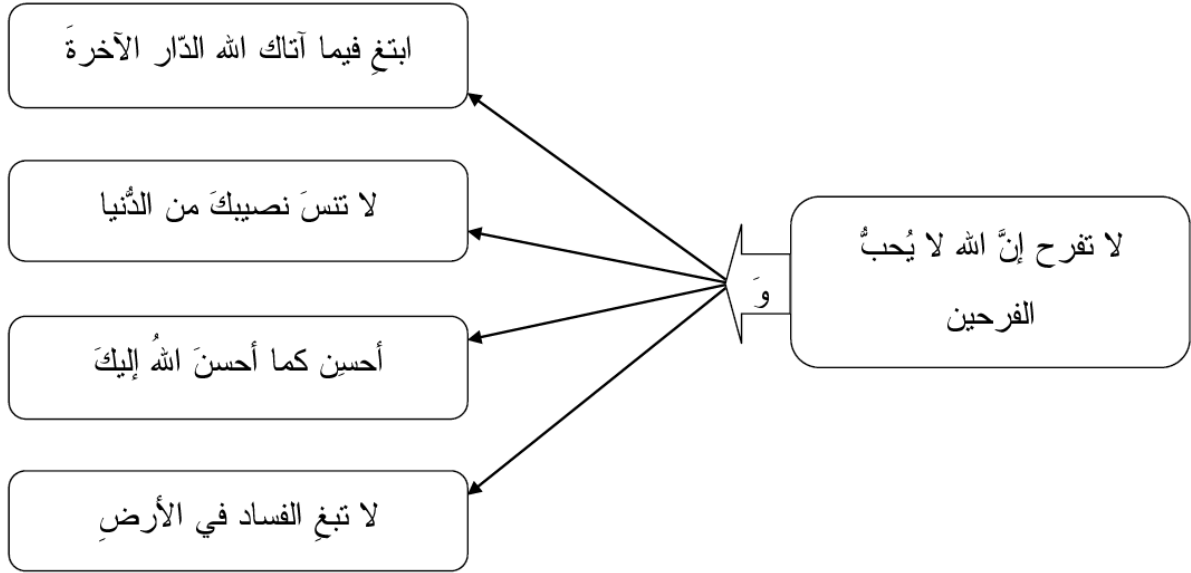 لا تفرح إنَّ الله لا يُحبُّ
الفرحين
وَ
ابتغِ فيما آتاك الله الدّار الآخرةَ
لا تنسَ نصيبكَ من الدُّنيا
أحسِن كما أحسنَ اللهُ إليكَ
لا تبغِ الفساد في الأرضِ